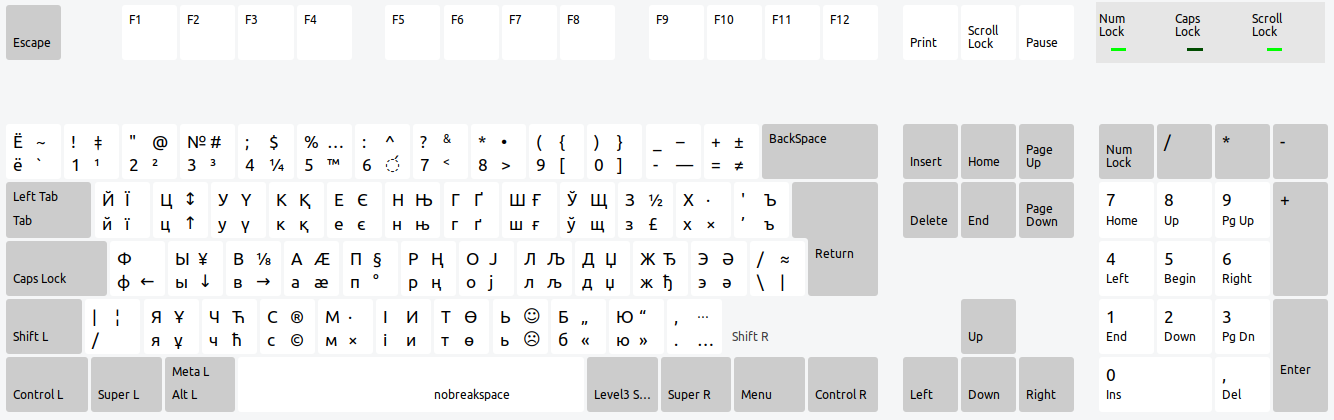 Escape F1 F2 F3 F4 F5 F6 F7 F8 F9 F10 F11 F12 Print Scroll Lock Pause Num Lock Caps Lock Scroll Lock
Ё ~ ! ‡ " @ № # ; $ % … : ^ ? & * • ( { ) } _ – + ± BackSpace Insert Home Page Up Num Lock / * -
ё ` 1 ¹ 2 ² 3 ³ 4 ¼ 5 ™ 6 ◌́ 7 < 8 > 9 [ 0 ] - — = ≠
Left Tab Й Ї Ц ↕ У Ү К Қ Е Є Н Њ Г Ґ Ш Ғ Ў Щ З ½ Х · ' Ъ Delete End Page Down 7 8 9 +
Tab й ї ц ↑ у ү к қ е є н њ г ґ ш ғ ў щ з £ х × ’ ъ Home Up Pg Up
Ф Ы ¥ В ⅛ А Æ П § Р Ң О Ј Л Љ Д Џ Ж Ђ Э Ә / ≈ Return 4 5 6
Caps Lock ф ← ы ↓ в → а æ п ° р ң о ј л љ д џ ж ђ э ә \ | Left Begin Right
| ¦ Я Ұ Ч Ћ С ® М · І И Т Ө Ь ☺ Б „ Ю “ , ··· 1 2 3
Shift L / я ұ ч ћ с © м × і и т ө ь ☹ б « ю » . … Shift R Up End Down Pg Dn
Control L Super L Meta L Alt L nobreakspace Level3 S... Super R Menu Control R Left Down Right 0 Ins , Del Enter